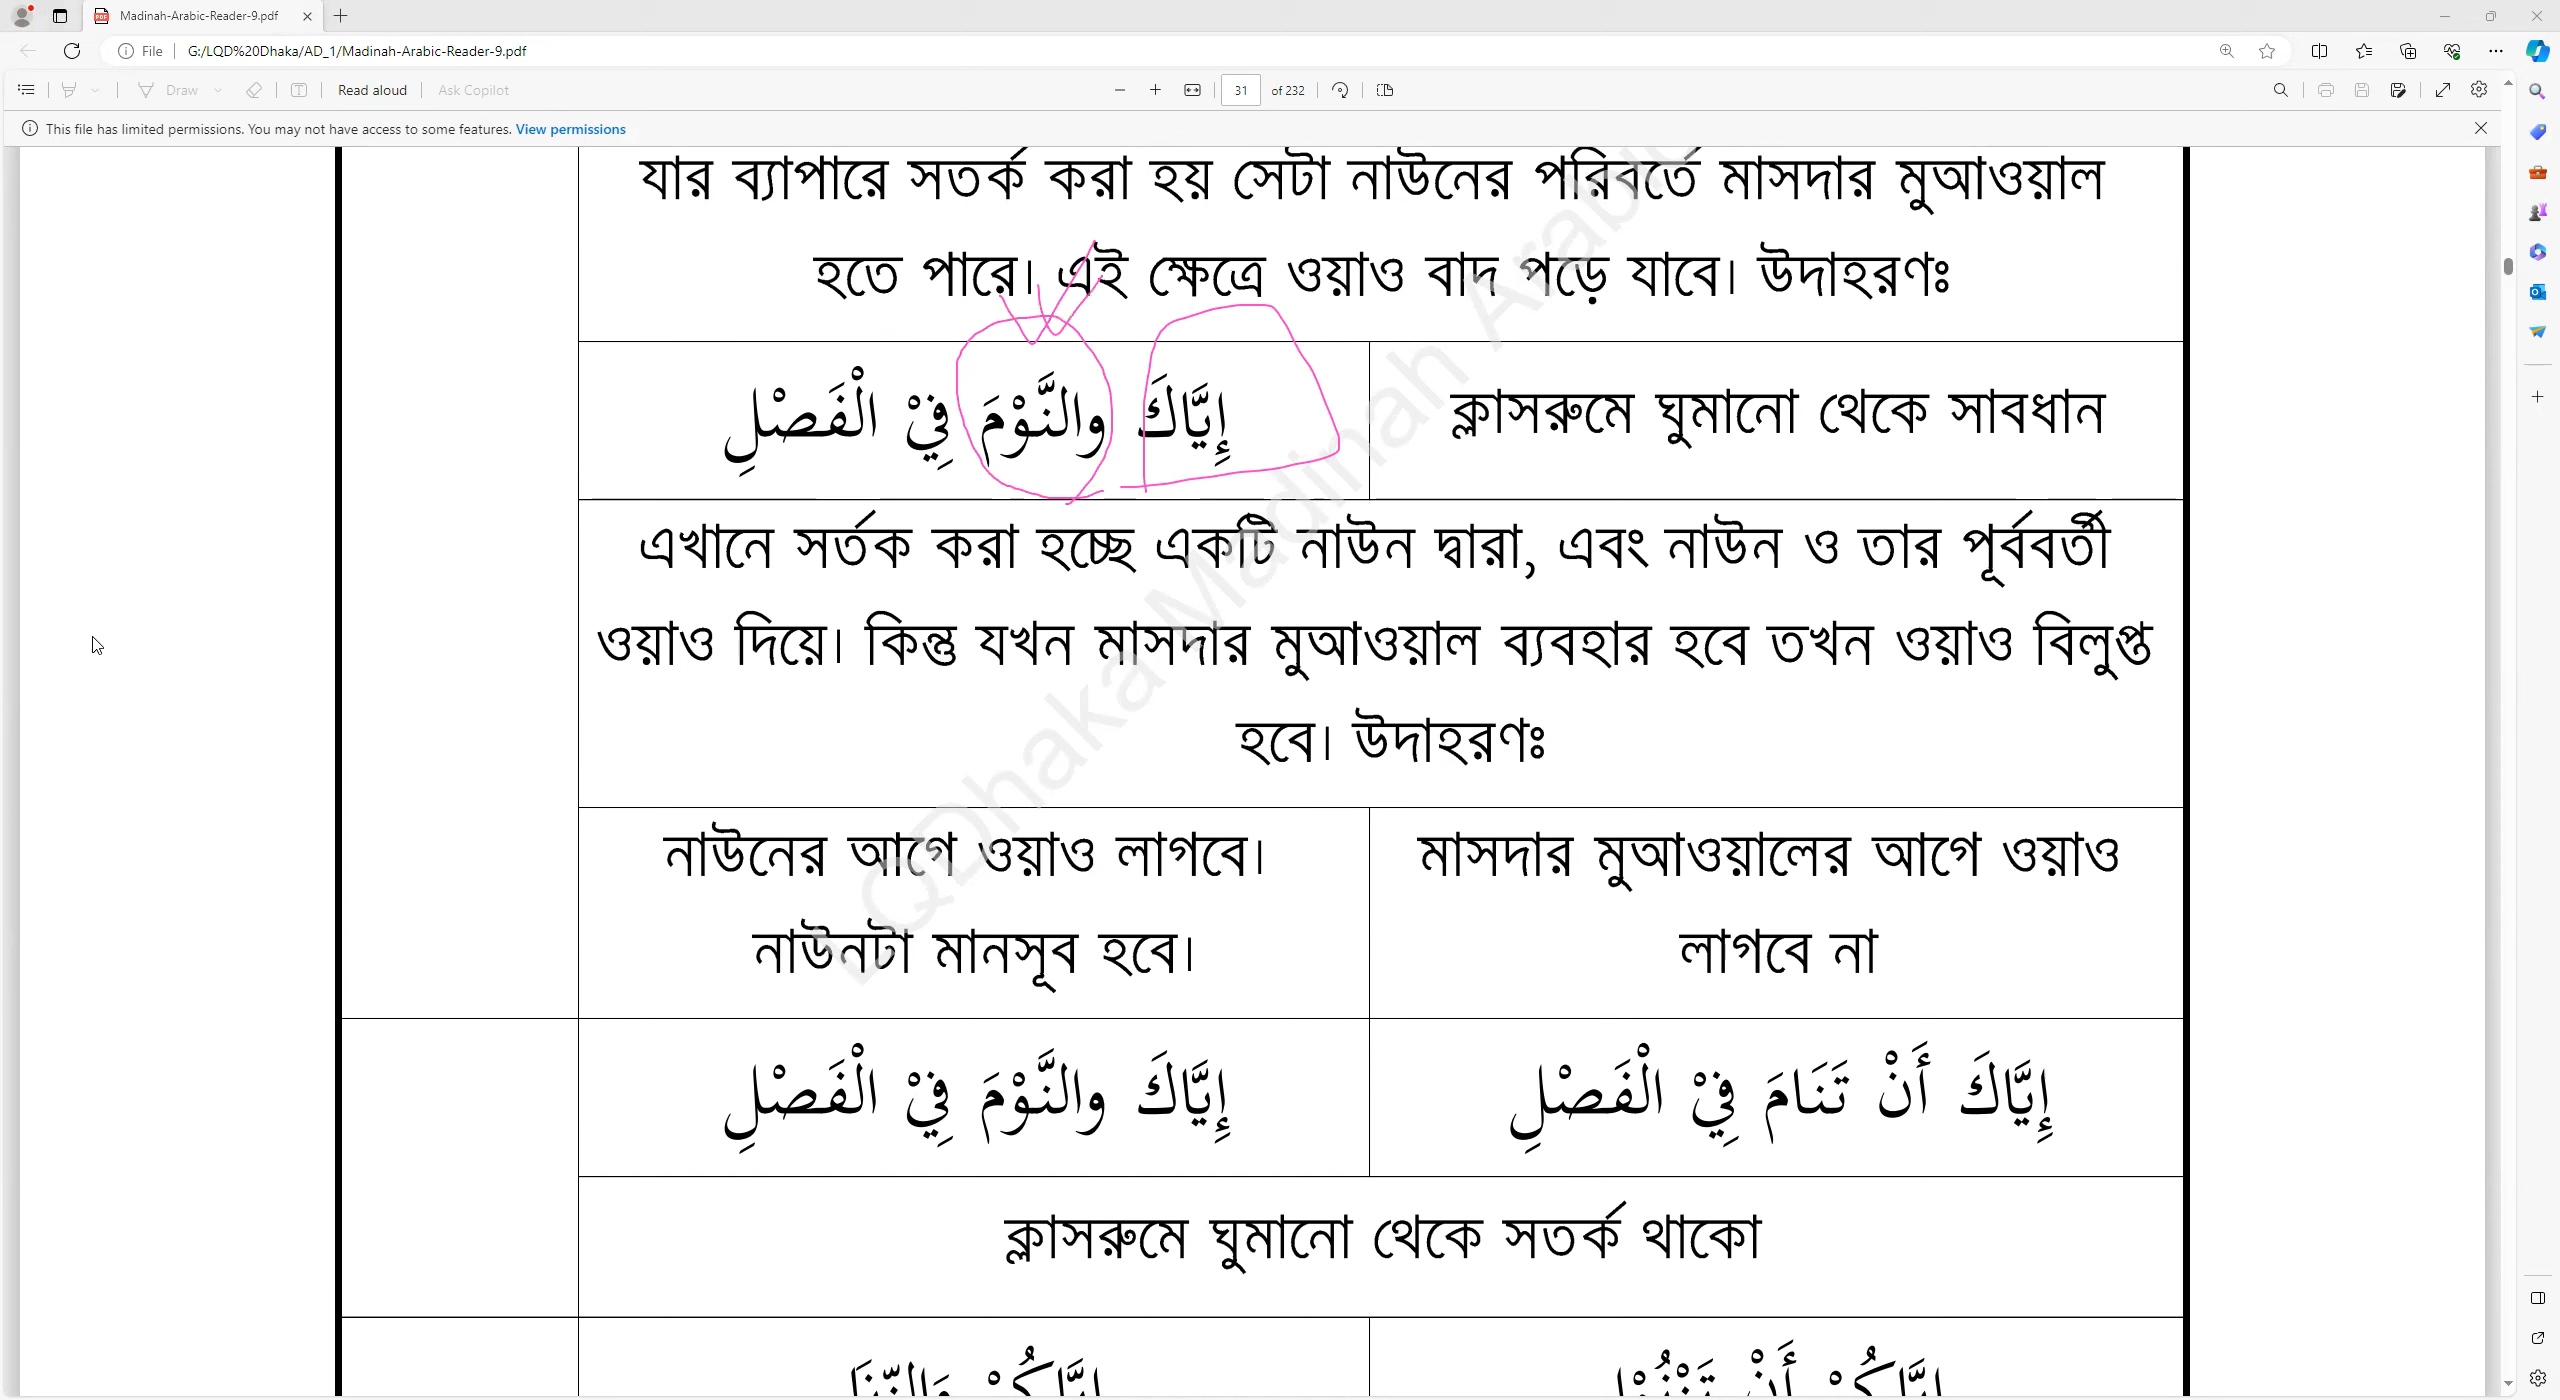 Madinah-Arabic-Reader-9.pdf
File G:/LQD%20Dhaka/AD_1/Madinah-Arabic-Reader-9.pdf
Draw Read aloud Ask Copilot 31 of 232
This file has limited permissions. You may not have access to some features. View permissions
যার ব্যাপারে সতর্ক করা হয় সেটা নাউনের পরিবর্তে মাসদার মুআওয়াল
হতে পারে। এই ক্ষেত্রে ওয়াও বাদ পড়ে যাবে। উদাহরণঃ
إِيَّاكَ والنَّوْمَ فِيْ الْفَصْلِ
ক্লাসরুমে ঘুমানো থেকে সাবধান
এখানে সর্তক করা হচ্ছে একটি নাউন দ্বারা, এবং নাউন ও তার পূর্ববর্তী
ওয়াও দিয়ে। কিন্তু যখন মাসদার মুআওয়াল ব্যবহার হবে তখন ওয়াও বিলুপ্ত
হবে। উদাহরণঃ
নাউনের আগে ওয়াও লাগবে।
নাউনটা মানসূব হবে।
মাসদার মুআওয়ালের আগে ওয়াও
লাগবে না
إِيَّاكَ والنَّوْمَ فِيْ الْفَصْلِ
إِيَّاكَ أَنْ تَنَامَ فِيْ الْفَصْلِ
ক্লাসরুমে ঘুমানো থেকে সতর্ক থাকো
LQDhaka Madinah Arabic